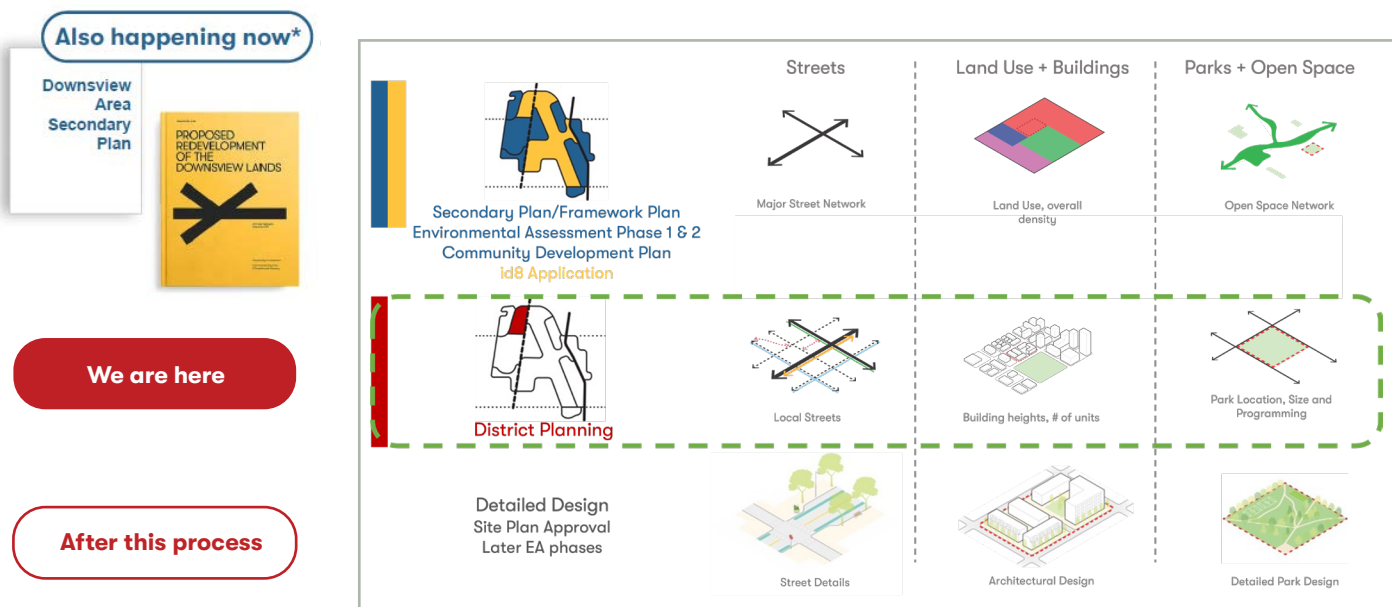 Also happening now*
Downsview
Area
Secondary
Plan
PROPOSED
REDEVELOPMENT
OF THE
DOWNSVIEW LANDS
We are here
After this process
Streets
Land Use + Buildings
Parks + Open Space
Secondary Plan/Framework Plan
Environmental Assessment Phase 1 & 2
Community Development Plan
id8 Application
Major Street Network
Land Use, overall
density
Open Space Network
District Planning
Local Streets
Building heights, # of units
Park Location, Size and
Programming
Detailed Design
Site Plan Approval
Later EA phases
Street Details
Architectural Design
Detailed Park Design